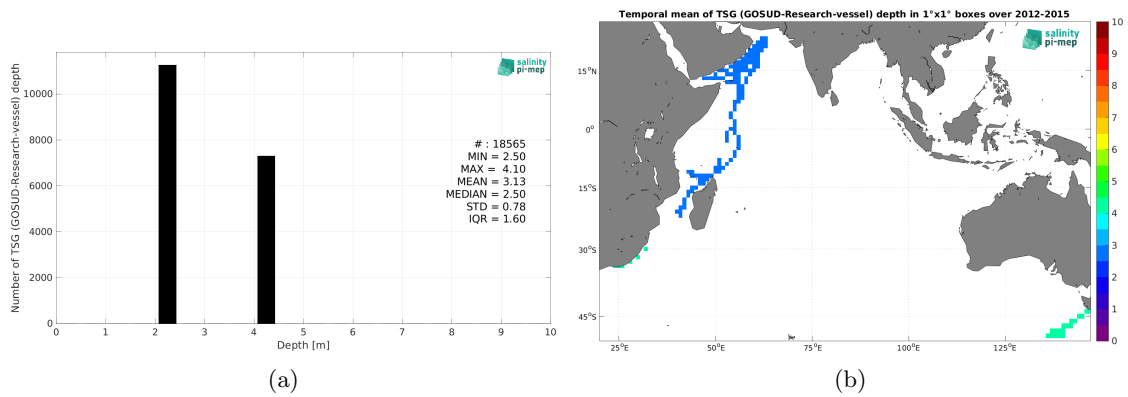 Number of TSG (GOSUD-Research-vessel) depth
10000
8000
6000
4000
2000
0
0 1 2 3 4 5 6 7 8 9 10
Depth [m]
salinity
pi-mep
# : 18565
MIN = 2.50
MAX = 4.10
MEAN = 3.13
MEDIAN = 2.50
STD = 0.78
IQR = 1.60
(a)
Temporal mean of TSG (GOSUD-Research-vessel) depth in 1°x1° boxes over 2012-2015
salinity
pi-mep
15°N
0°
15°S
30°S
45°S
25°E 50°E 75°E 100°E 125°E
10
9
8
7
6
5
4
3
2
1
0
(b)